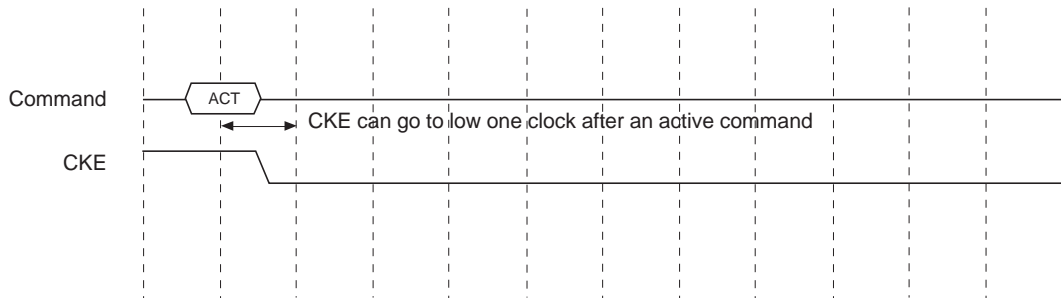 Command
ACT
CKE can go to low one clock after an active command
CKE